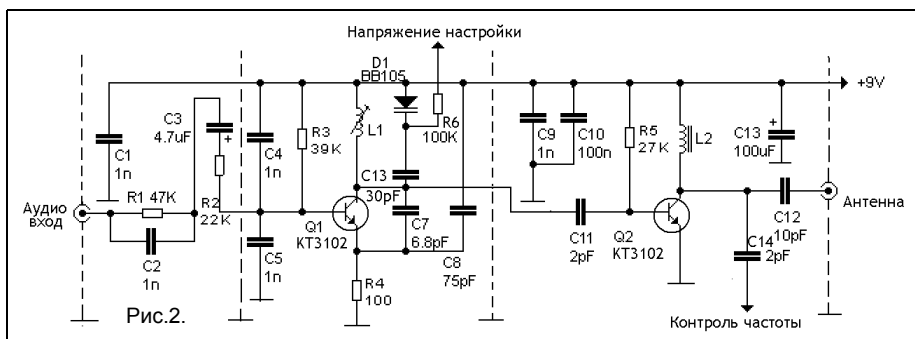 Напряжение настройки
D1
BB105
+9V
C3
4.7uF
R3
39K
L1
R6
100K
C9
1n
C10
100n
R5
27K
L2
C13
100uF
C1
1n
C4
1n
R1 47K
R2
22K
C13
30pF
Аудио
вход
Антенна
Q1
КТ3102
C7
6.8pF
C11
2pF
Q2
КТ3102
C12
10pF
C14
2pF
C2
1n
C5
1n
C8
75pF
R4
100
Рис.2.
Контроль частоты